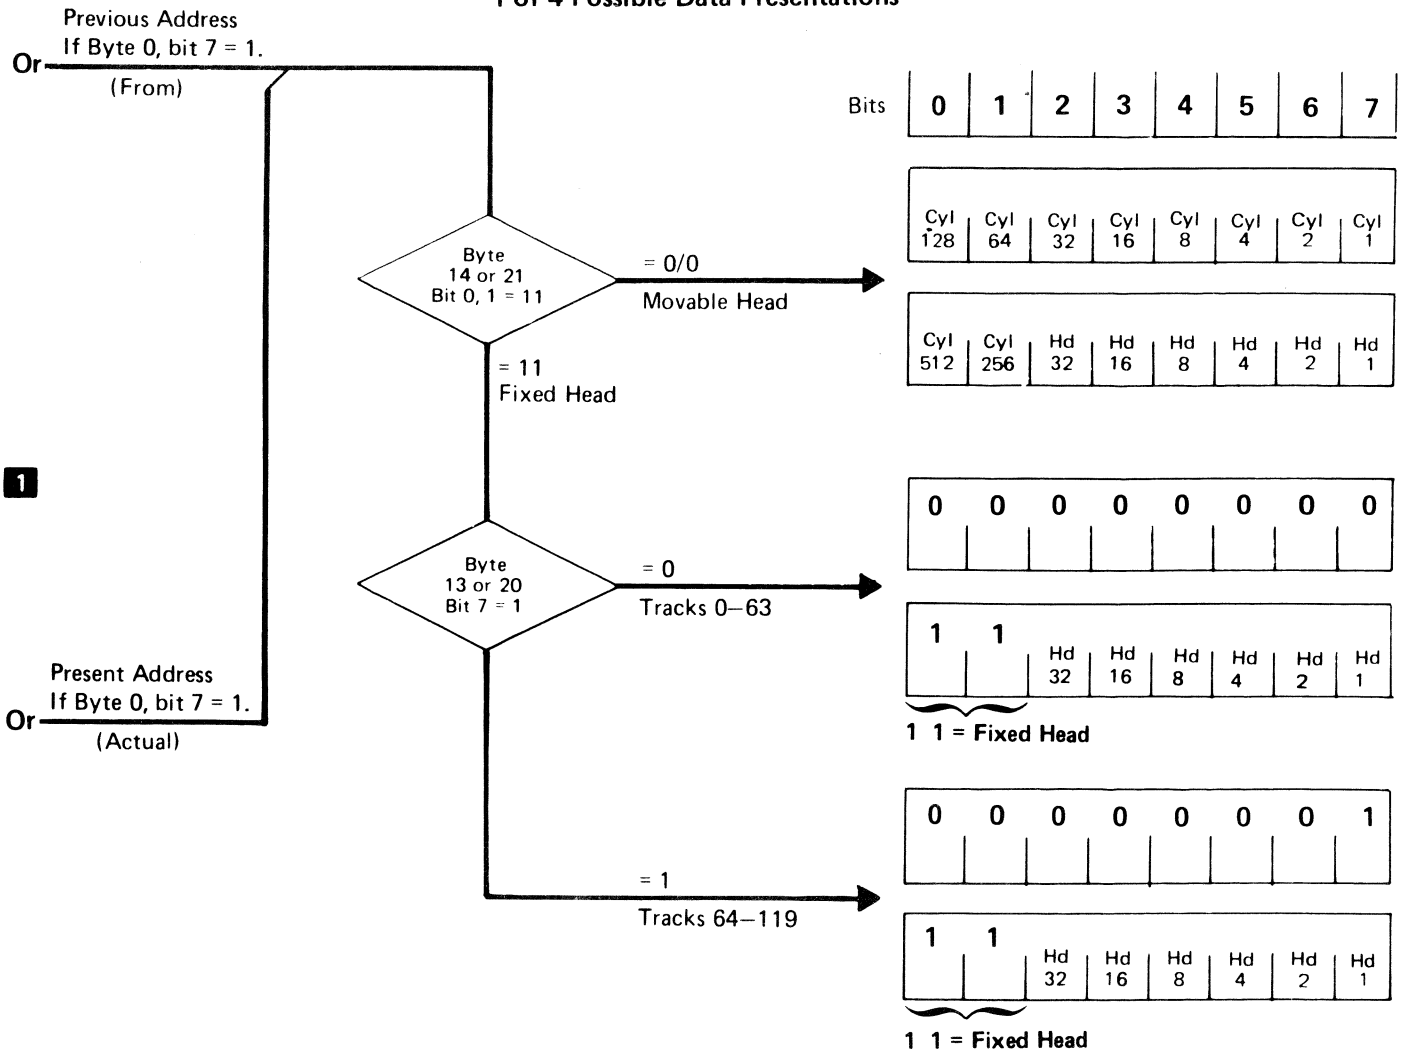 1 of 4 Possible Data Presentations
Previous Address
If Byte 0, bit 7 = 1.
Or
(From)
Bits 0 1 2 3 4 5 6 7
Cyl Cyl Cyl Cyl Cyl Cyl Cyl Cyl
128 64 32 16 8 4 2 1
Byte
14 or 21
Bit 0, 1 = 11
= 0/0
Movable Head
Cyl Cyl Hd Hd Hd Hd Hd Hd
512 256 32 16 8 4 2 1
= 11
Fixed Head
1
0 0 0 0 0 0 0 0
Byte
13 or 20
Bit 7 = 1
= 0
Tracks 0–63
1 1
Hd Hd Hd Hd Hd Hd
32 16 8 4 2 1
1 1 = Fixed Head
Present Address
If Byte 0, bit 7 = 1.
Or
(Actual)
0 0 0 0 0 0 0 1
= 1
Tracks 64–119
1 1
Hd Hd Hd Hd Hd Hd
32 16 8 4 2 1
1 1 = Fixed Head